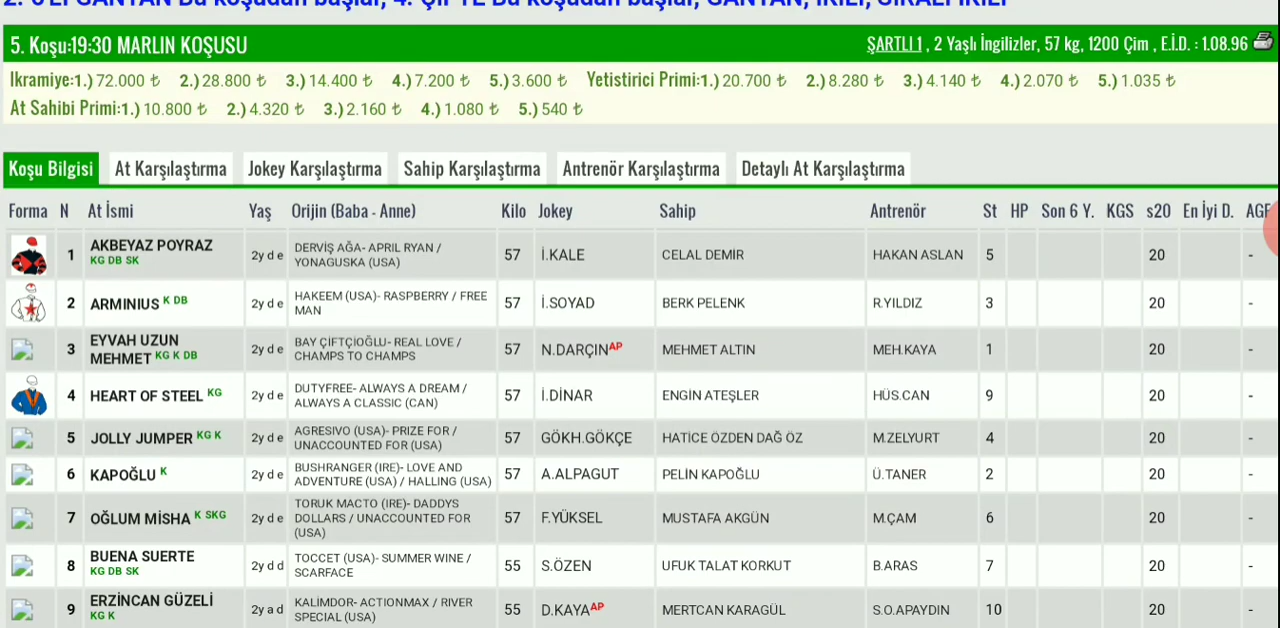 2. 6'LI GANYAN Bu koşudan başlar, 4. ÇİFTE Bu koşudan başlar, GANYAN, İKİLİ, SIRALI İKİLİ
5. Koşu:19:30 MARLIN KOŞUSU ŞARTLI 1 , 2 Yaşlı İngilizler, 57 kg, 1200 Çim , E.İ.D. : 1.08.96
Ikramiye:1.) 72.000 ₺ 2.) 28.800 ₺ 3.) 14.400 ₺ 4.) 7.200 ₺ 5.) 3.600 ₺ Yetistirici Primi:1.) 20.700 ₺ 2.) 8.280 ₺ 3.) 4.140 ₺ 4.) 2.070 ₺ 5.) 1.035 ₺
At Sahibi Primi:1.) 10.800 ₺ 2.) 4.320 ₺ 3.) 2.160 ₺ 4.) 1.080 ₺ 5.) 540 ₺
Koşu Bilgisi At Karşılaştırma Jokey Karşılaştırma Sahip Karşılaştırma Antrenör Karşılaştırma Detaylı At Karşılaştırma
Forma N At İsmi Yaş Orijin (Baba - Anne) Kilo Jokey Sahip Antrenör St HP Son 6 Y. KGS s20 En İyi D. AGF
1 AKBEYAZ POYRAZ KG DB SK 2y d e DERVİŞ AĞA- APRIL RYAN / YONAGUSKA (USA) 57 İ.KALE CELAL DEMİR HAKAN ASLAN 5 20 -
2 ARMINIUS K DB 2y d e HAKEEM (USA)- RASPBERRY / FREE MAN 57 İ.SOYAD BERK PELENK R.YILDIZ 3 20 -
3 EYVAH UZUN MEHMET KG K DB 2y d e BAY ÇİFTÇİOĞLU- REAL LOVE / CHAMPS TO CHAMPS 57 N.DARÇIN AP MEHMET ALTIN MEH.KAYA 1 20 -
4 HEART OF STEEL KG 2y d e DUTYFREE- ALWAYS A DREAM / ALWAYS A CLASSIC (CAN) 57 İ.DİNAR ENGİN ATEŞLER HÜS.CAN 9 20 -
5 JOLLY JUMPER KG K 2y d e AGRESIVO (USA)- PRIZE FOR / UNACCOUNTED FOR (USA) 57 GÖKH.GÖKÇE HATİCE ÖZDEN DAĞ ÖZ M.ZELYURT 4 20 -
6 KAPOĞLU K 2y d e BUSHRANGER (IRE)- LOVE AND ADVENTURE (USA) / HALLING (USA) 57 A.ALPAGUT PELİN KAPOĞLU Ü.TANER 2 20 -
7 OĞLUM MİSHA K SKG 2y d e TORUK MACTO (IRE)- DADDYS DOLLARS / UNACCOUNTED FOR (USA) 57 F.YÜKSEL MUSTAFA AKGÜN M.ÇAM 6 20 -
8 BUENA SUERTE KG DB SK 2y d d TOCCET (USA)- SUMMER WINE / SCARFACE 55 S.ÖZEN UFUK TALAT KORKUT B.ARAS 7 20 -
9 ERZİNCAN GÜZELİ KG K 2y a d KALİMDOR- ACTIONMAX / RIVER SPECIAL (USA) 55 D.KAYA AP MERTCAN KARAGÜL S.O.APAYDIN 10 20 -